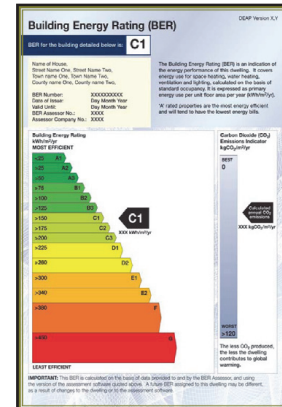 DEAP Version X.Y
Building Energy Rating (BER)
BER for the building detailed below is: C1
Name of House,
Street Name One, Street Name Two,
Town name One, Town Name Two,
County name One, County name Two.
BER Number: XXXXXXXXXX
Date of Issue: Day Month Year
Valid Until: Day Month Year
BER Assessor No.: XXXX
Assessor Company No.: XXXX
The Building Energy Rating (BER) is an indication of
the energy performance of this dwelling. It covers
energy use for space heating, water heating,
ventilation and lighting, calculated on the basis of
standard occupancy. It is expressed as primary
energy use per unit floor area per year (kWh/m²/yr).
'A' rated properties are the most energy efficient
and will tend to have the lowest energy bills.
Building Energy Rating
kWh/m²/yr
MOST EFFICIENT
A1
A2
A3
>75 B1
>100 B2
>125 B3
>150 C1
>175 C2
>200 C3
>225 D1
>260 D2
>300 E1
>340 E2
F
>450 G
LEAST EFFICIENT
C1
XXX kWh/m²/yr
Carbon Dioxide (CO₂)
Emissions Indicator
kgCO₂/m²/yr
BEST
0
Calculated
annual CO₂
emissions
XXX kgCO₂/m²/yr
WORST
>120
The less CO₂ produced,
the less the dwelling
contributes to global
warming.
IMPORTANT: This BER is calculated on the basis of data provided to and by the BER Assessor, and using
the version of the assessment software quoted above. A future BER assigned to this dwelling may be different,
as a result of changes to the dwelling or to the assessment software.